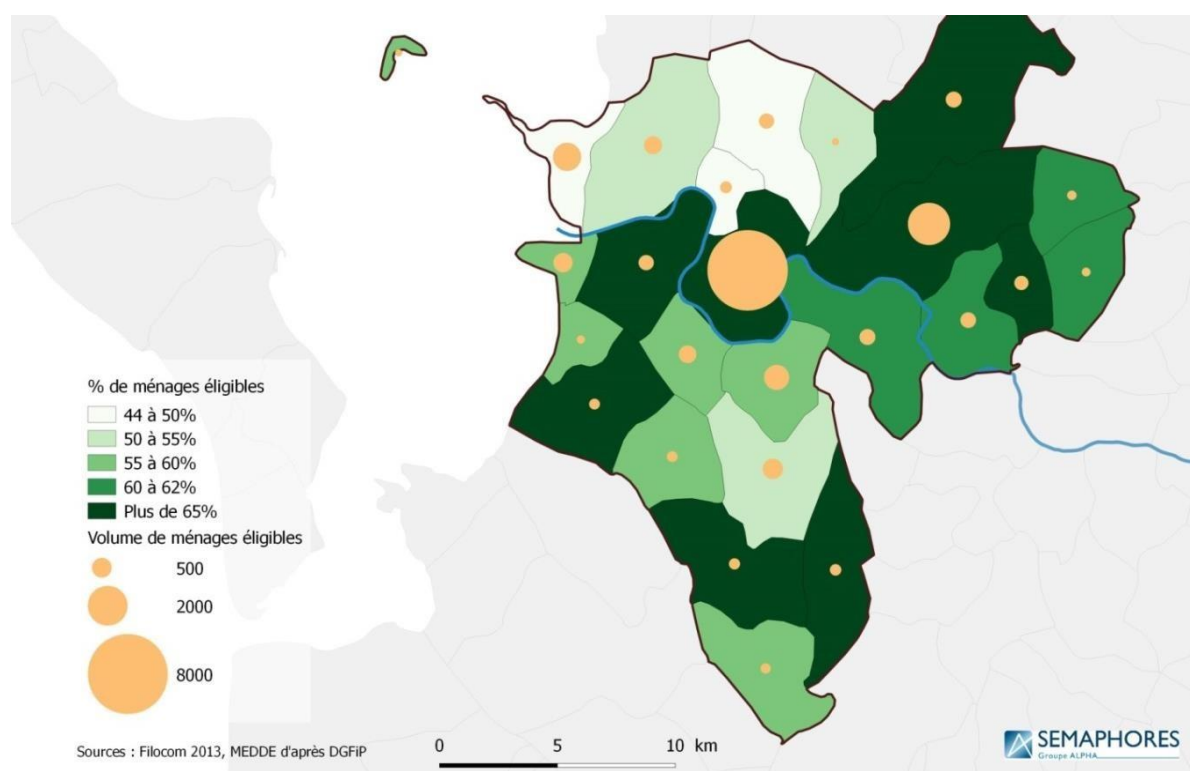 % de ménages éligibles
44 à 50%
50 à 55%
55 à 60%
60 à 62%
Plus de 65%
Volume de ménages éligibles
500
2000
8000
Sources : Filocom 2013, MEDDE d'après DGFiP
0 5 10 km
SEMAPHORES
Groupe ALPHA